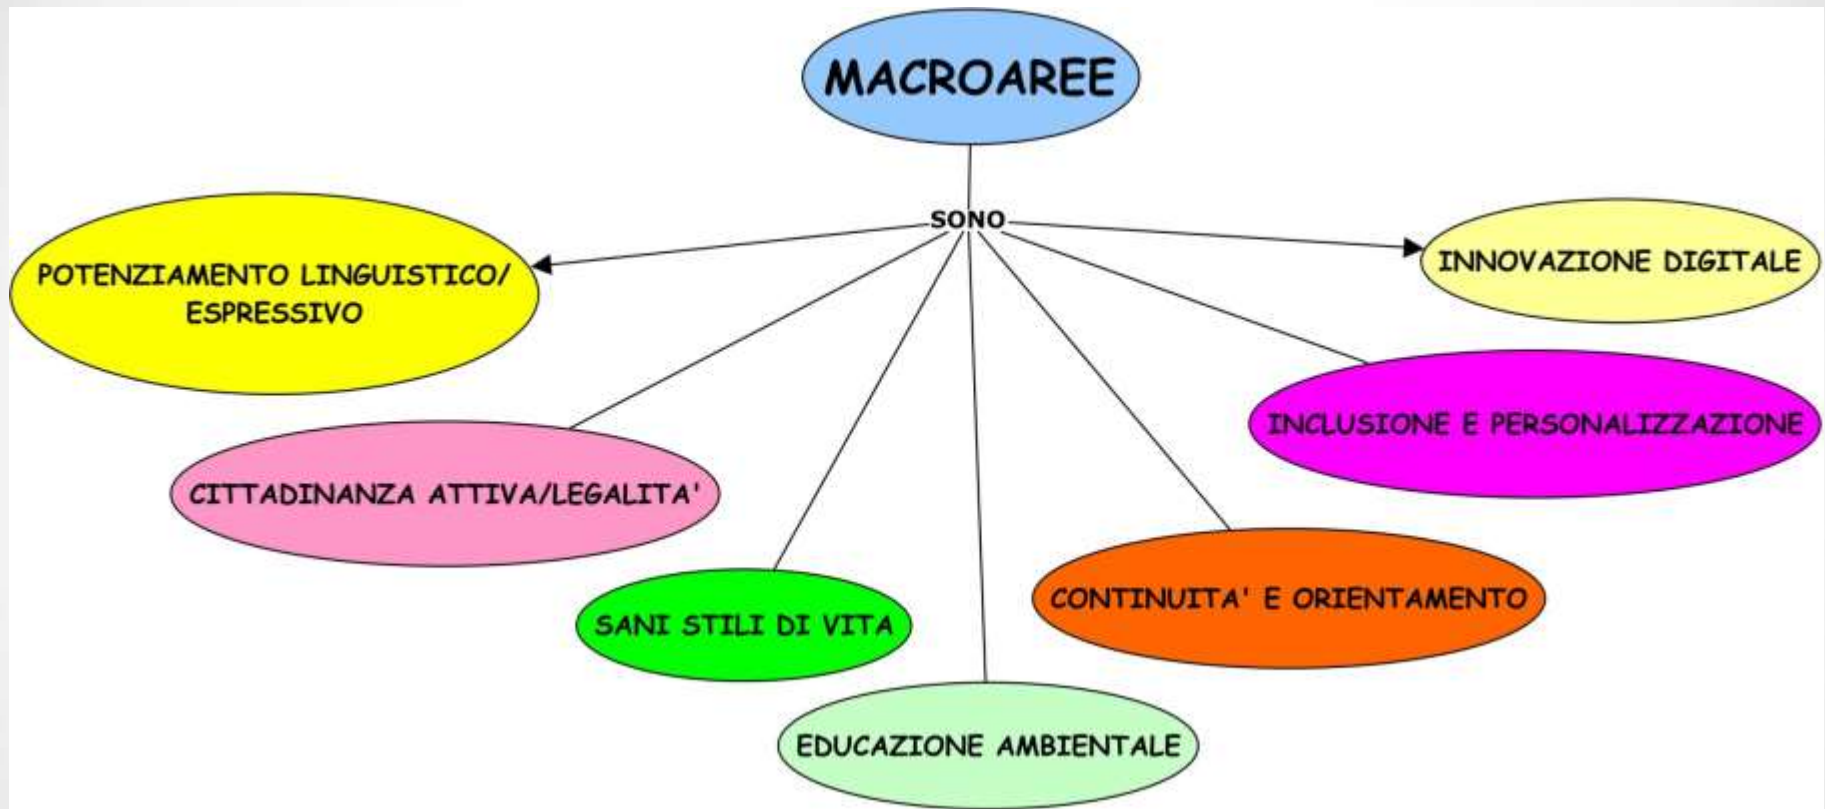 MACROAREE
SONO
POTENZIAMENTO LINGUISTICO/
ESPRESSIVO
INNOVAZIONE DIGITALE
CITTADINANZA ATTIVA/LEGALITA'
INCLUSIONE E PERSONALIZZAZIONE
SANI STILI DI VITA
CONTINUITA' E ORIENTAMENTO
EDUCAZIONE AMBIENTALE